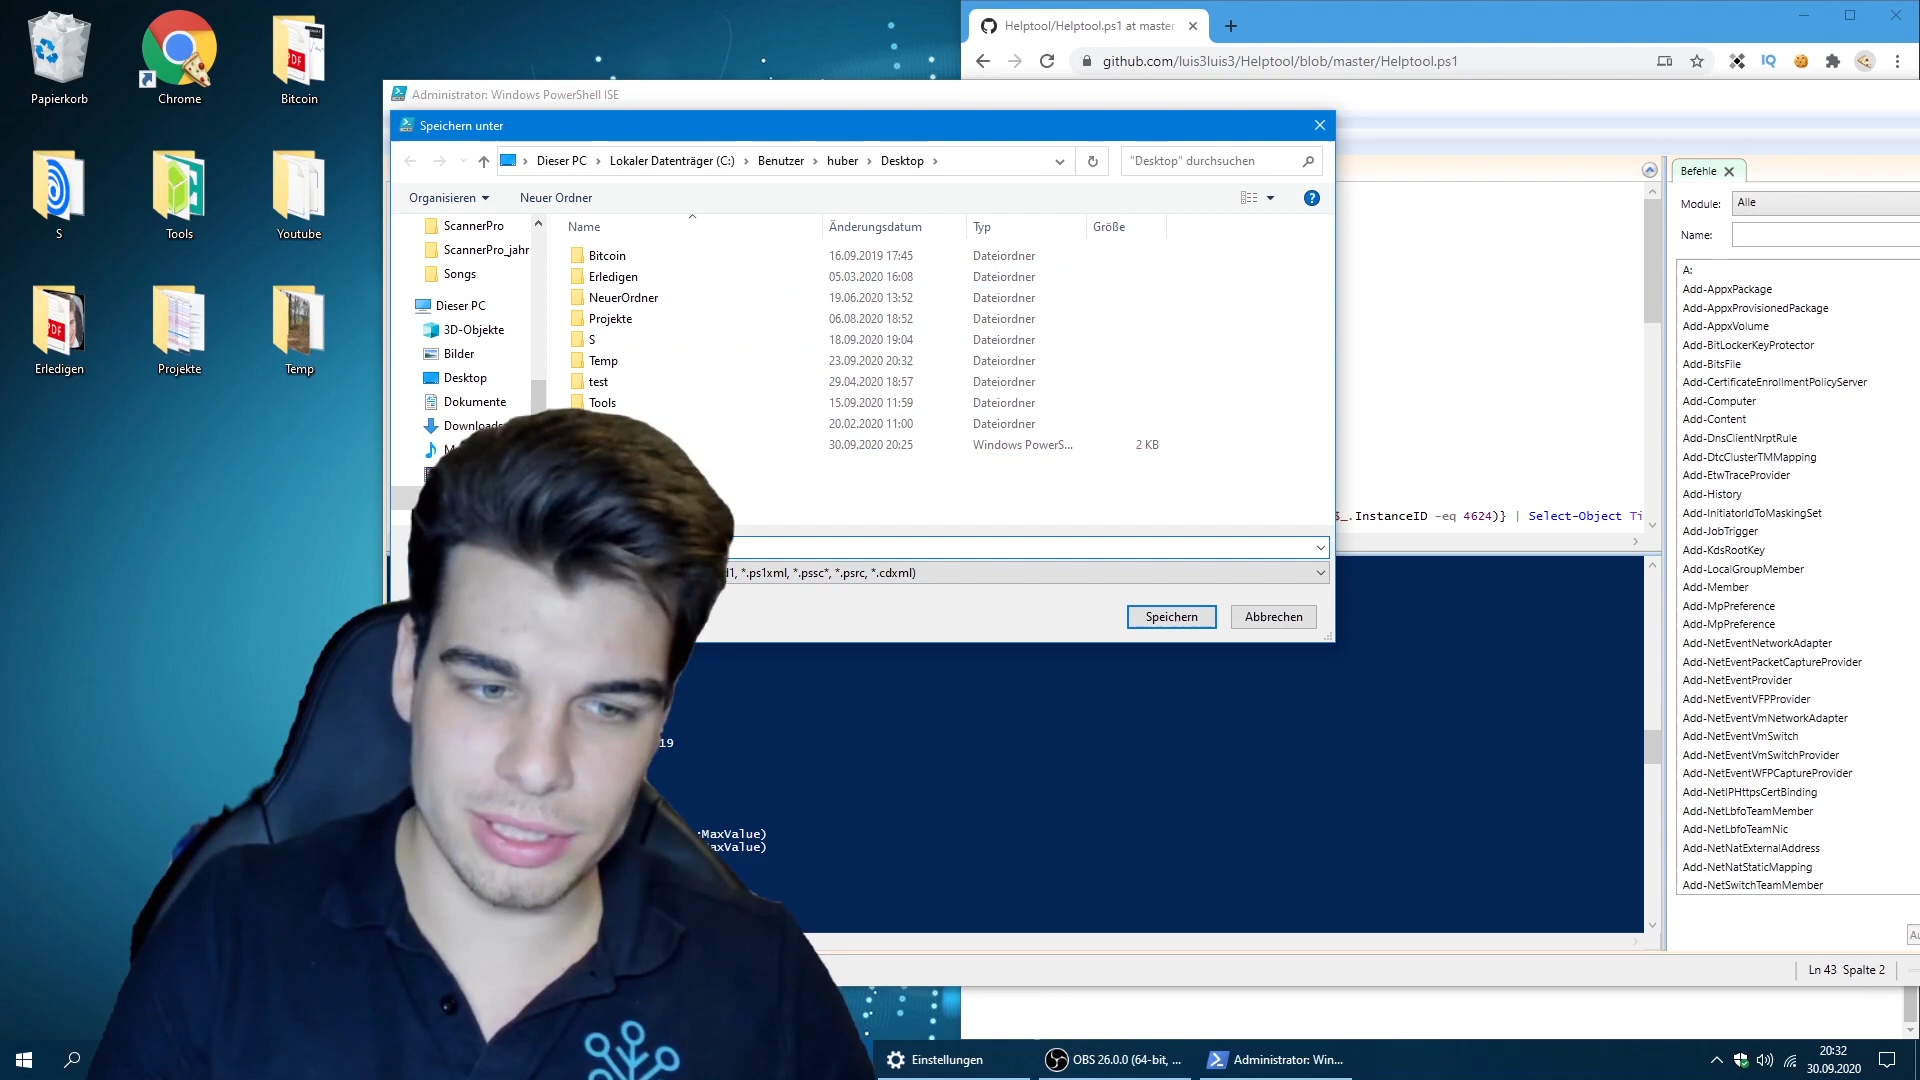 Papierkorb
Chrome
Bitcoin
S
Tools
Youtube
Erledigen
Projekte
Temp
Helptool/Helptool.ps1 at master
github.com/luis3luis3/Helptool/blob/master/Helptool.ps1
Administrator: Windows PowerShell ISE
Speichern unter
Dieser PC > Lokaler Datenträger (C:) > Benutzer > huber > Desktop >
"Desktop" durchsuchen
Organisieren
Neuer Ordner
ScannerPro
ScannerPro_jahr
Songs
Dieser PC
3D-Objekte
Bilder
Desktop
Dokumente
Downloads
Name Änderungsdatum Typ Größe
Bitcoin 16.09.2019 17:45 Dateiordner
Erledigen 05.03.2020 16:08 Dateiordner
NeuerOrdner 19.06.2020 13:52 Dateiordner
Projekte 06.08.2020 18:52 Dateiordner
S 18.09.2020 19:04 Dateiordner
Temp 23.09.2020 20:32 Dateiordner
test 29.04.2020 18:57 Dateiordner
Tools 15.09.2020 11:59 Dateiordner
20.02.2020 11:00 Dateiordner
30.09.2020 20:25 Windows PowerS... 2 KB
*.ps1xml, *.pssc*, *.psrc, *.cdxml)
Speichern
Abbrechen
_.InstanceID -eq 4624)} | Select-Object Ti
19
:MaxValue)
axValue)
Befehle
Module: Alle
Name:
A:
Add-AppxPackage
Add-AppxProvisionedPackage
Add-AppxVolume
Add-BitLockerKeyProtector
Add-BitsFile
Add-CertificateEnrollmentPolicyServer
Add-Computer
Add-Content
Add-DnsClientNrptRule
Add-DtcClusterTMMapping
Add-EtwTraceProvider
Add-History
Add-InitiatorIdToMaskingSet
Add-JobTrigger
Add-KdsRootKey
Add-LocalGroupMember
Add-Member
Add-MpPreference
Add-MpPreference
Add-NetEventNetworkAdapter
Add-NetEventPacketCaptureProvider
Add-NetEventProvider
Add-NetEventVFPProvider
Add-NetEventVmNetworkAdapter
Add-NetEventVmSwitch
Add-NetEventVmSwitchProvider
Add-NetEventWFPCaptureProvider
Add-NetIPHttpsCertBinding
Add-NetLbfoTeamMember
Add-NetLbfoTeamNic
Add-NetNatExternalAddress
Add-NetNatStaticMapping
Add-NetSwitchTeamMember
Ln 43 Spalte 2
Einstellungen
OBS 26.0.0 (64-bit, ...
Administrator: Win...
20:32
30.09.2020